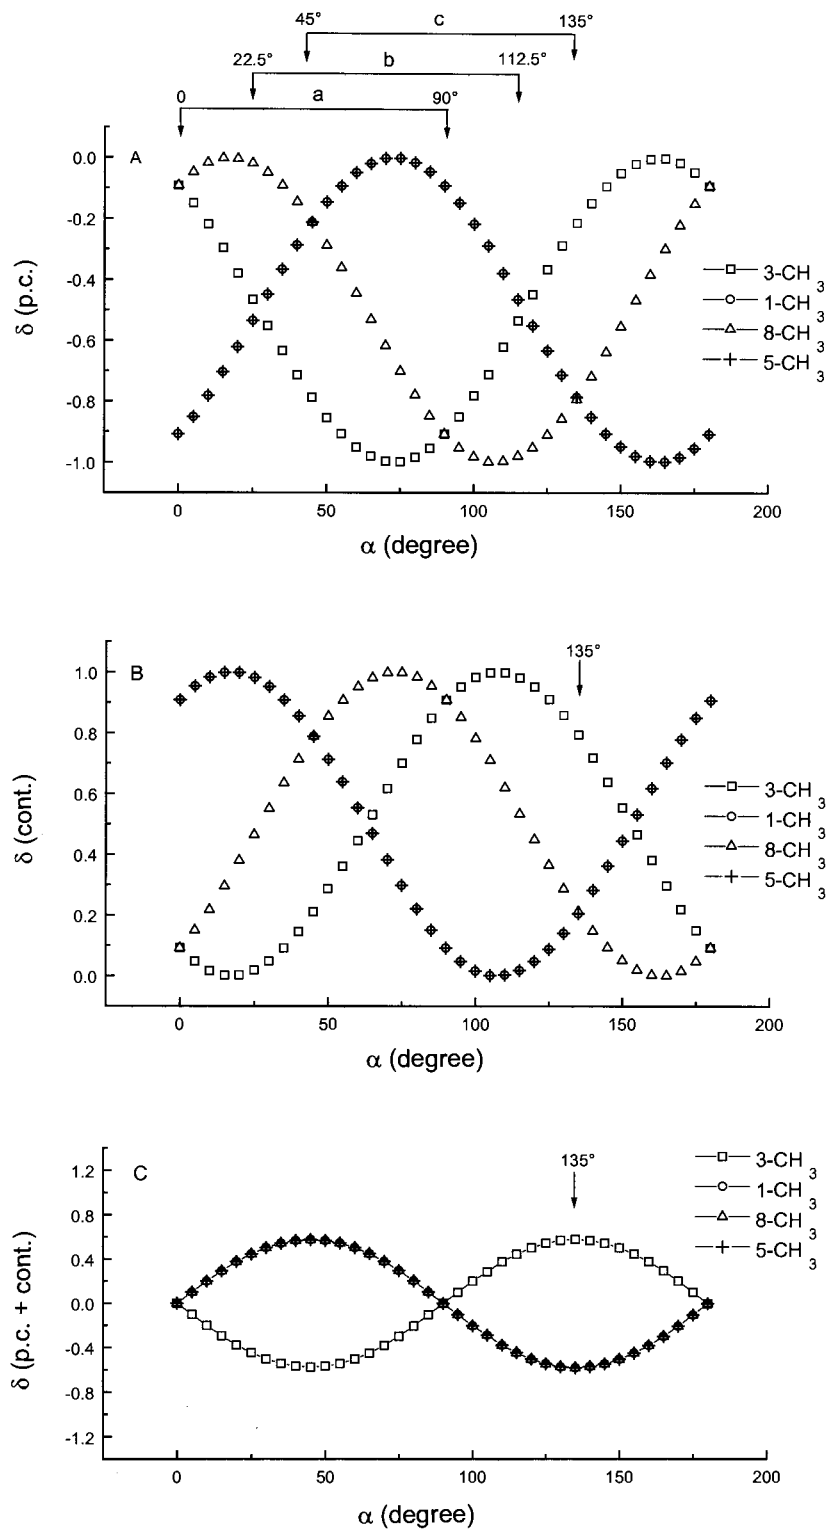 45° c 135°
22.5° b 112.5°
0 a 90°
A
0.0
-0.2
-0.4
-0.6
-0.8
-1.0
δ (p.c.)
3-CH3
1-CH3
8-CH3
5-CH3
0 50 100 150 200
α (degree)
B
135°
1.0
0.8
0.6
0.4
0.2
0.0
δ (cont.)
3-CH3
1-CH3
8-CH3
5-CH3
0 50 100 150 200
α (degree)
C
135°
1.2
0.8
0.4
0.0
-0.4
-0.8
-1.2
δ (p.c. + cont.)
3-CH3
1-CH3
8-CH3
5-CH3
0 50 100 150 200
α (degree)